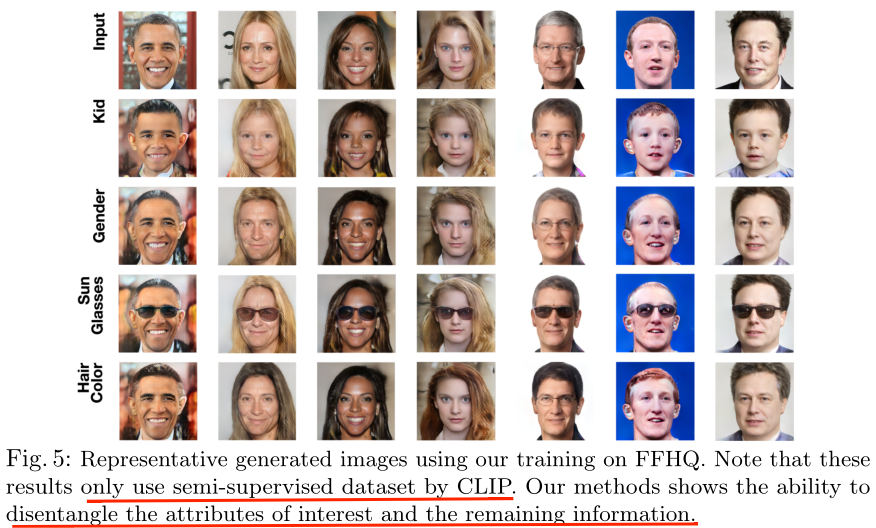 Input
Kid
Gender
Sun
Glasses
Hair
Color
Fig. 5: Representative generated images using our training on FFHQ. Note that these
results only use semi-supervised dataset by CLIP. Our methods shows the ability to
disentangle the attributes of interest and the remaining information.